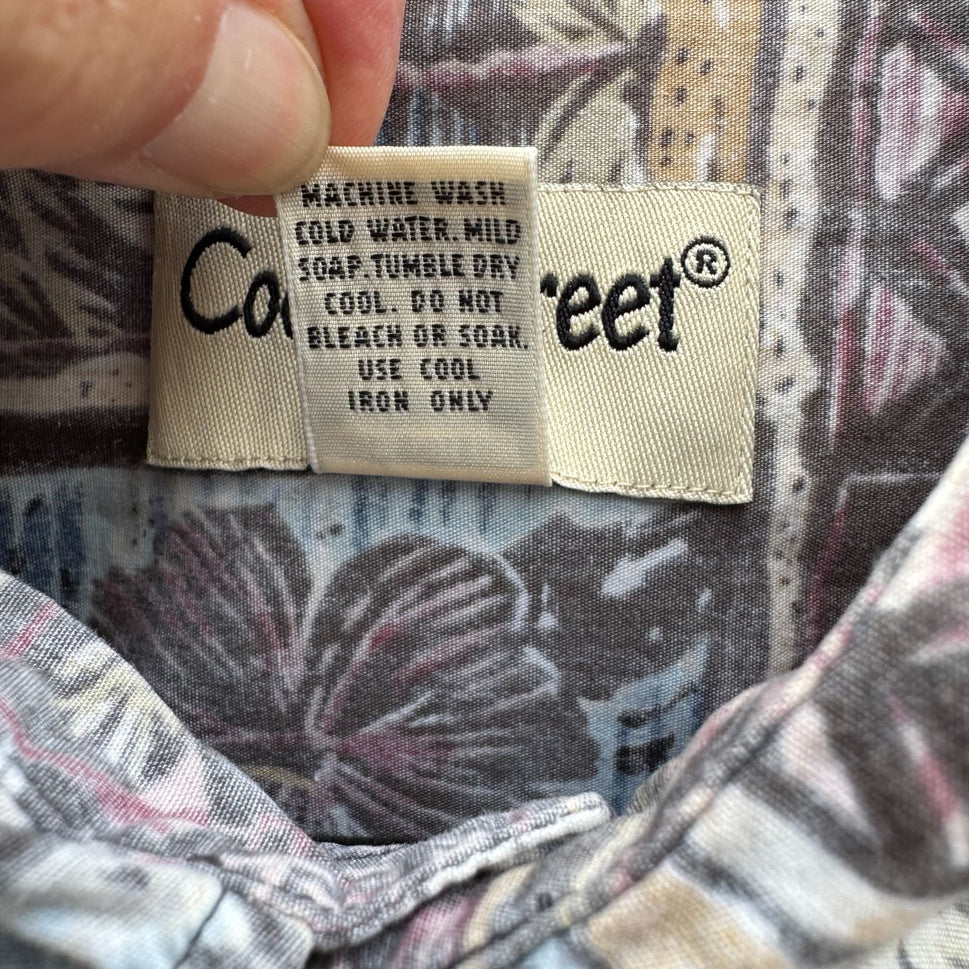 MACHINE WASH
COLD WATER. MILD
SOAP. TUMBLE DRY
COOL. DO NOT
BLEACH OR SOAK.
USE COOL
IRON ONLY